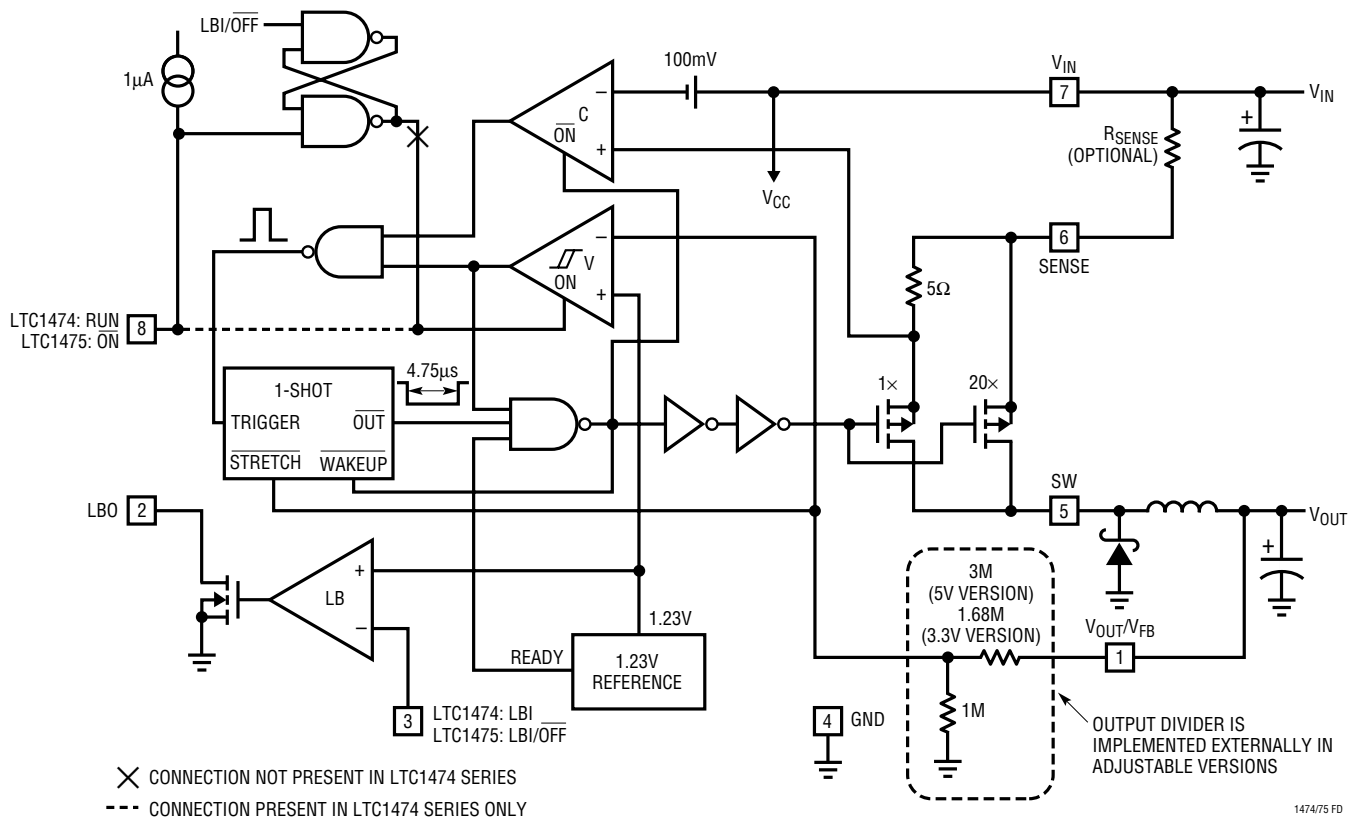 LBI/OFF
1µA
100mV
V_IN
7
V_IN
−
C
ON
+
R_SENSE
(OPTIONAL)
+
V_CC
6
SENSE
−
V
ON
+
5Ω
LTC1474: RUN
LTC1475: ON
8
4.75µs
1-SHOT
TRIGGER
OUT
STRETCH
WAKEUP
1×
20×
SW
5
V_OUT
+
LBO
2
+
LB
−
3M
(5V VERSION)
1.68M
(3.3V VERSION)
V_OUT/V_FB
1
1.23V
READY
1.23V
REFERENCE
1M
3
LTC1474: LBI
LTC1475: LBI/OFF
4
GND
OUTPUT DIVIDER IS
IMPLEMENTED EXTERNALLY IN
ADJUSTABLE VERSIONS
CONNECTION NOT PRESENT IN LTC1474 SERIES
CONNECTION PRESENT IN LTC1474 SERIES ONLY
1474/75 FD